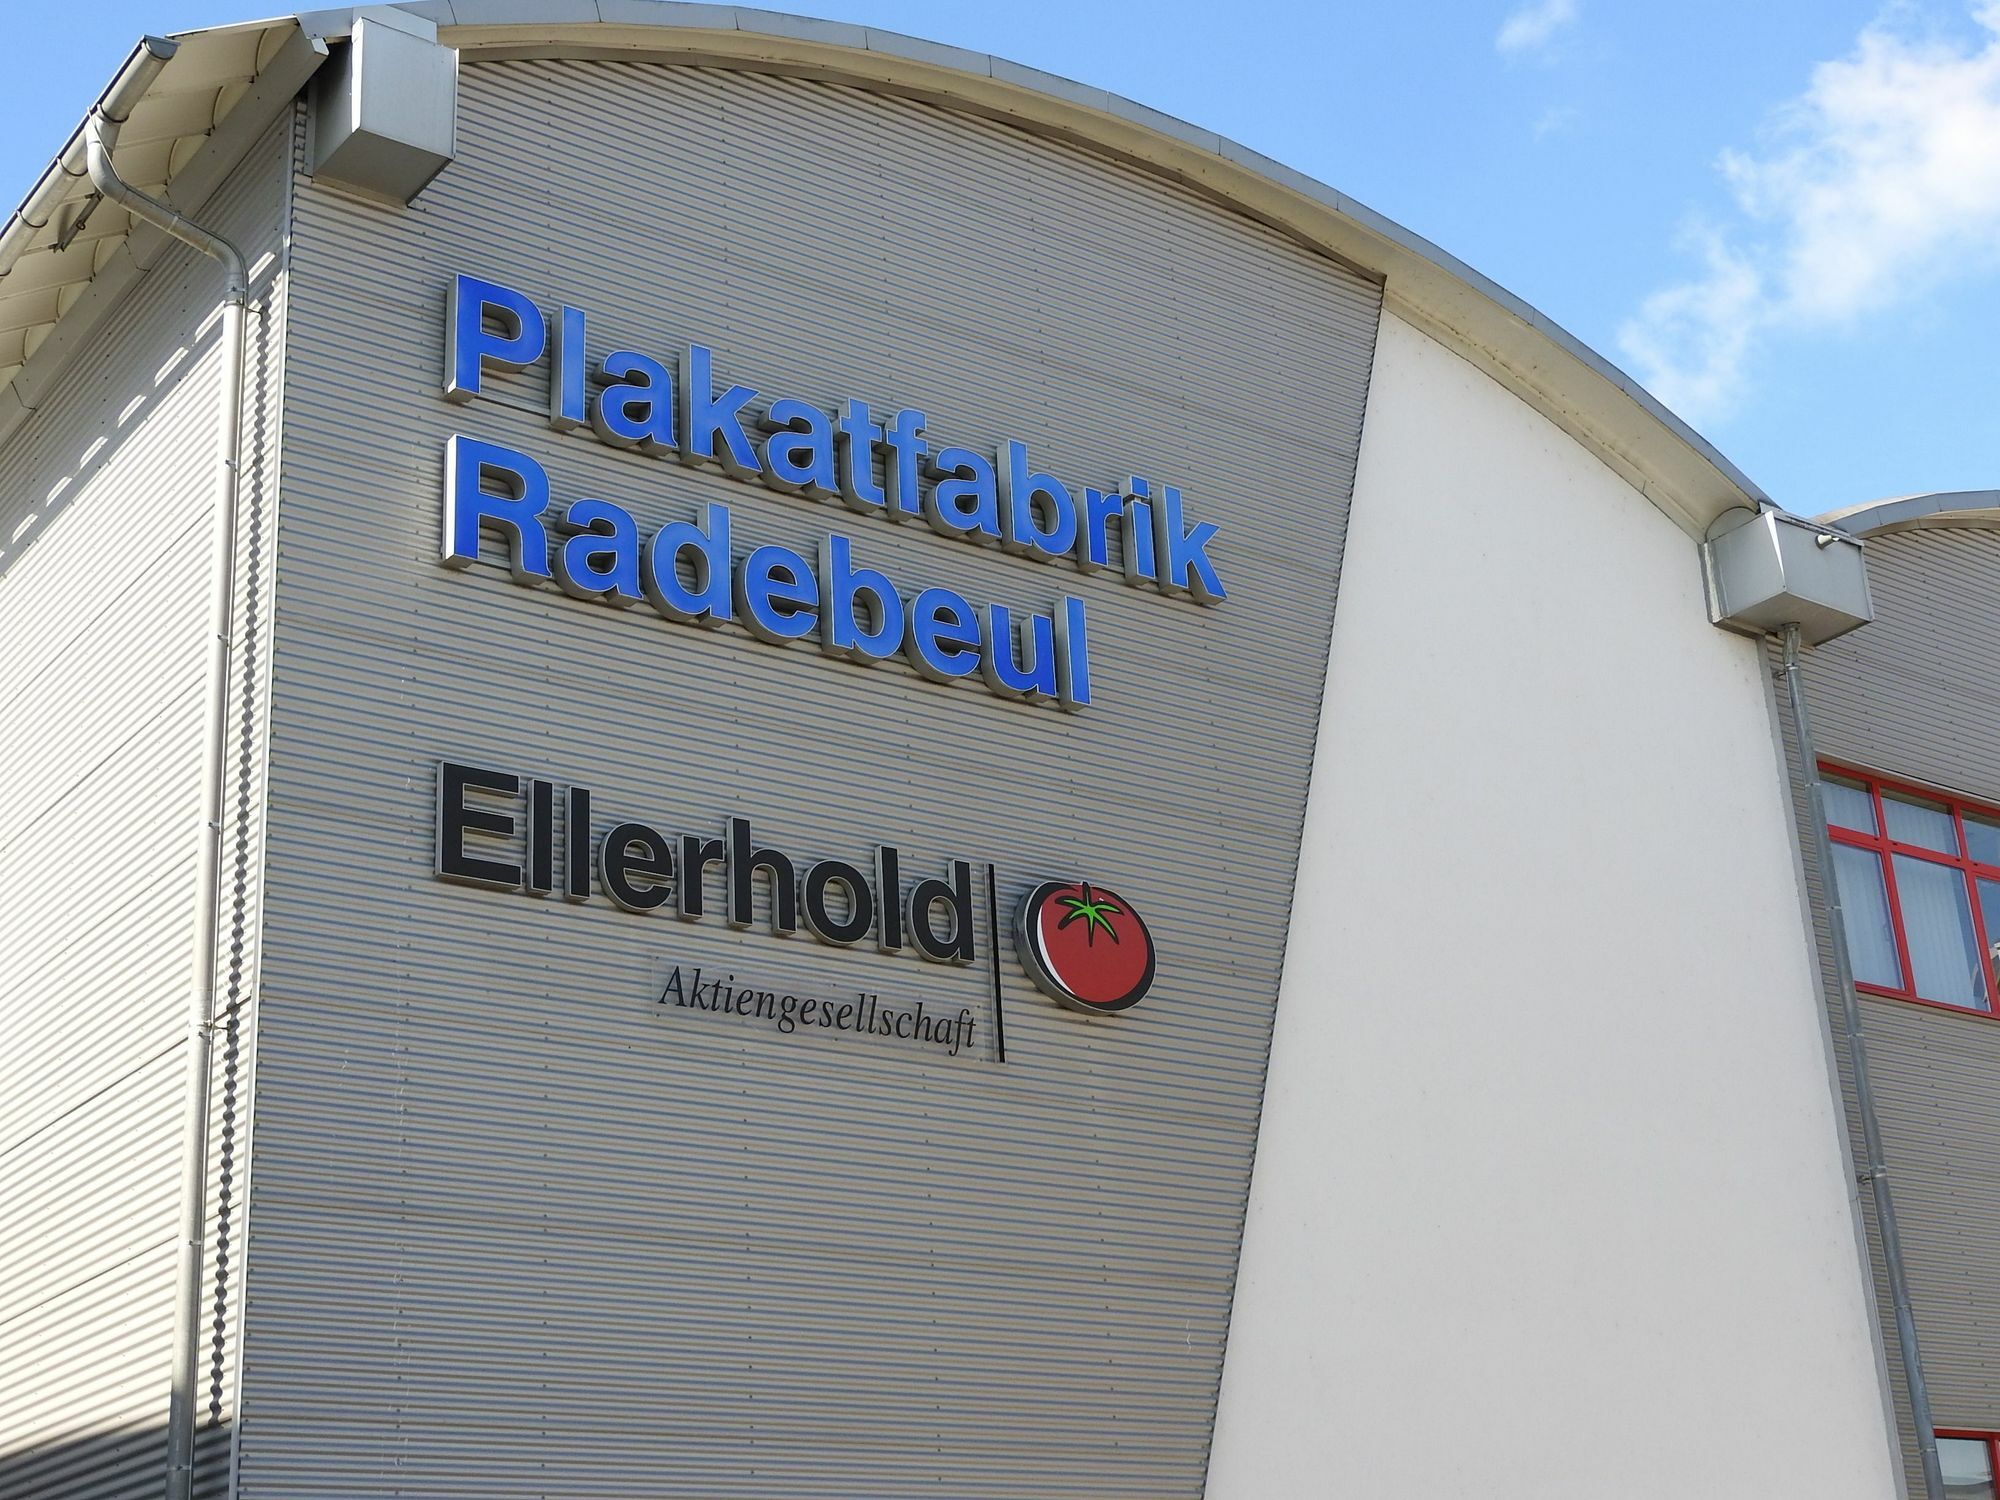 Plakatfabrik
Radebeul
Ellerhold
Aktiengesellschaft